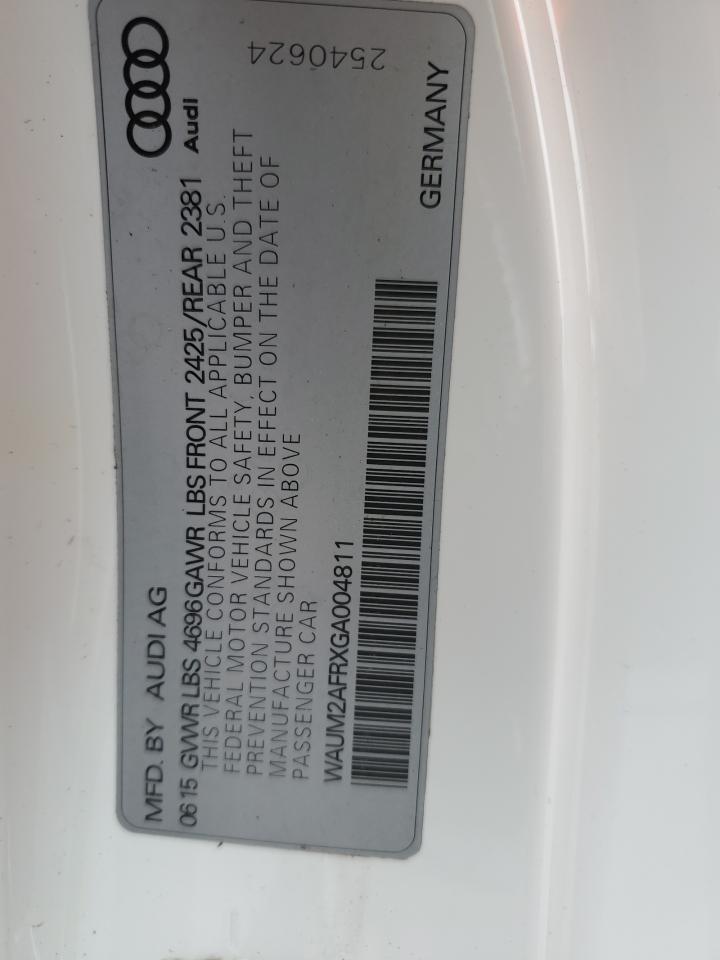 MFD. BY AUDI AG
0615 GVWR LBS 4696 GAWR LBS FRONT 2425/REAR 2381
THIS VEHICLE CONFORMS TO ALL APPLICABLE U.S.
FEDERAL MOTOR VEHICLE SAFETY, BUMPER AND THEFT
PREVENTION STANDARDS IN EFFECT ON THE DATE OF
MANUFACTURE SHOWN ABOVE
PASSENGER CAR
WAUM2AFRXGA004811
Audi
2540624
GERMANY